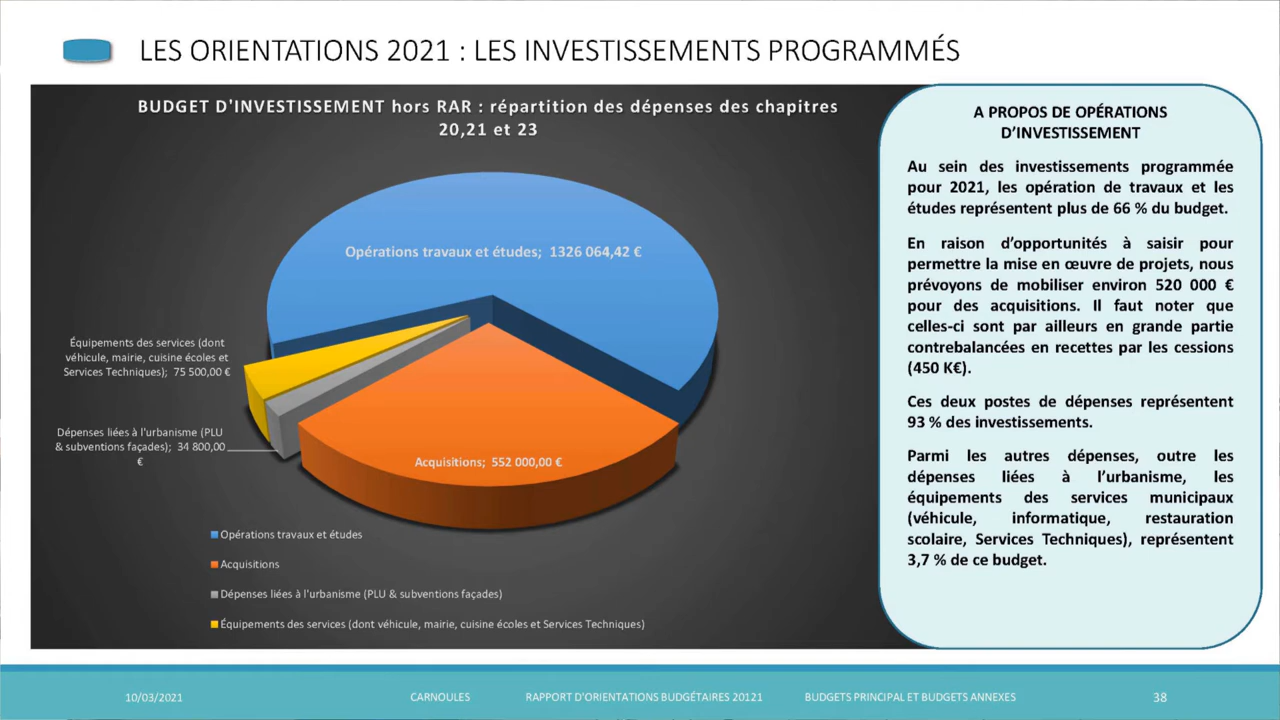 LES ORIENTATIONS 2021 : LES INVESTISSEMENTS PROGRAMMÉS
BUDGET D'INVESTISSEMENT hors RAR : répartition des dépenses des chapitres
20,21 et 23
Opérations travaux et études;  1326 064,42 €
Équipements des services (dont
véhicule, mairie, cuisine écoles et
Services Techniques);  75 500,00 €
Dépenses liées à l'urbanisme (PLU
& subventions façades);  34 800,00
€
Acquisitions;  552 000,00 €
Opérations travaux et études
Acquisitions
Dépenses liées à l'urbanisme (PLU & subventions façades)
Équipements des services (dont véhicule, mairie, cuisine écoles et Services Techniques)
A PROPOS DE OPÉRATIONS
D’INVESTISSEMENT
Au sein des investissements programmée
pour 2021, les opération de travaux et les
études représentent plus de 66 % du budget.
En raison d’opportunités à saisir pour
permettre la mise en œuvre de projets, nous
prévoyons de mobiliser environ 520 000 €
pour des acquisitions. Il faut noter que
celles-ci sont par ailleurs en grande partie
contrebalancées en recettes par les cessions
(450 K€).
Ces deux postes de dépenses représentent
93 % des investissements.
Parmi les autres dépenses, outre les
dépenses liées à l’urbanisme, les
équipements des services municipaux
(véhicule, informatique, restauration
scolaire, Services Techniques), représentent
3,7 % de ce budget.
10/03/2021
CARNOULES
RAPPORT D'ORIENTATIONS BUDGÉTAIRES 20121
BUDGETS PRINCIPAL ET BUDGETS ANNEXES
38